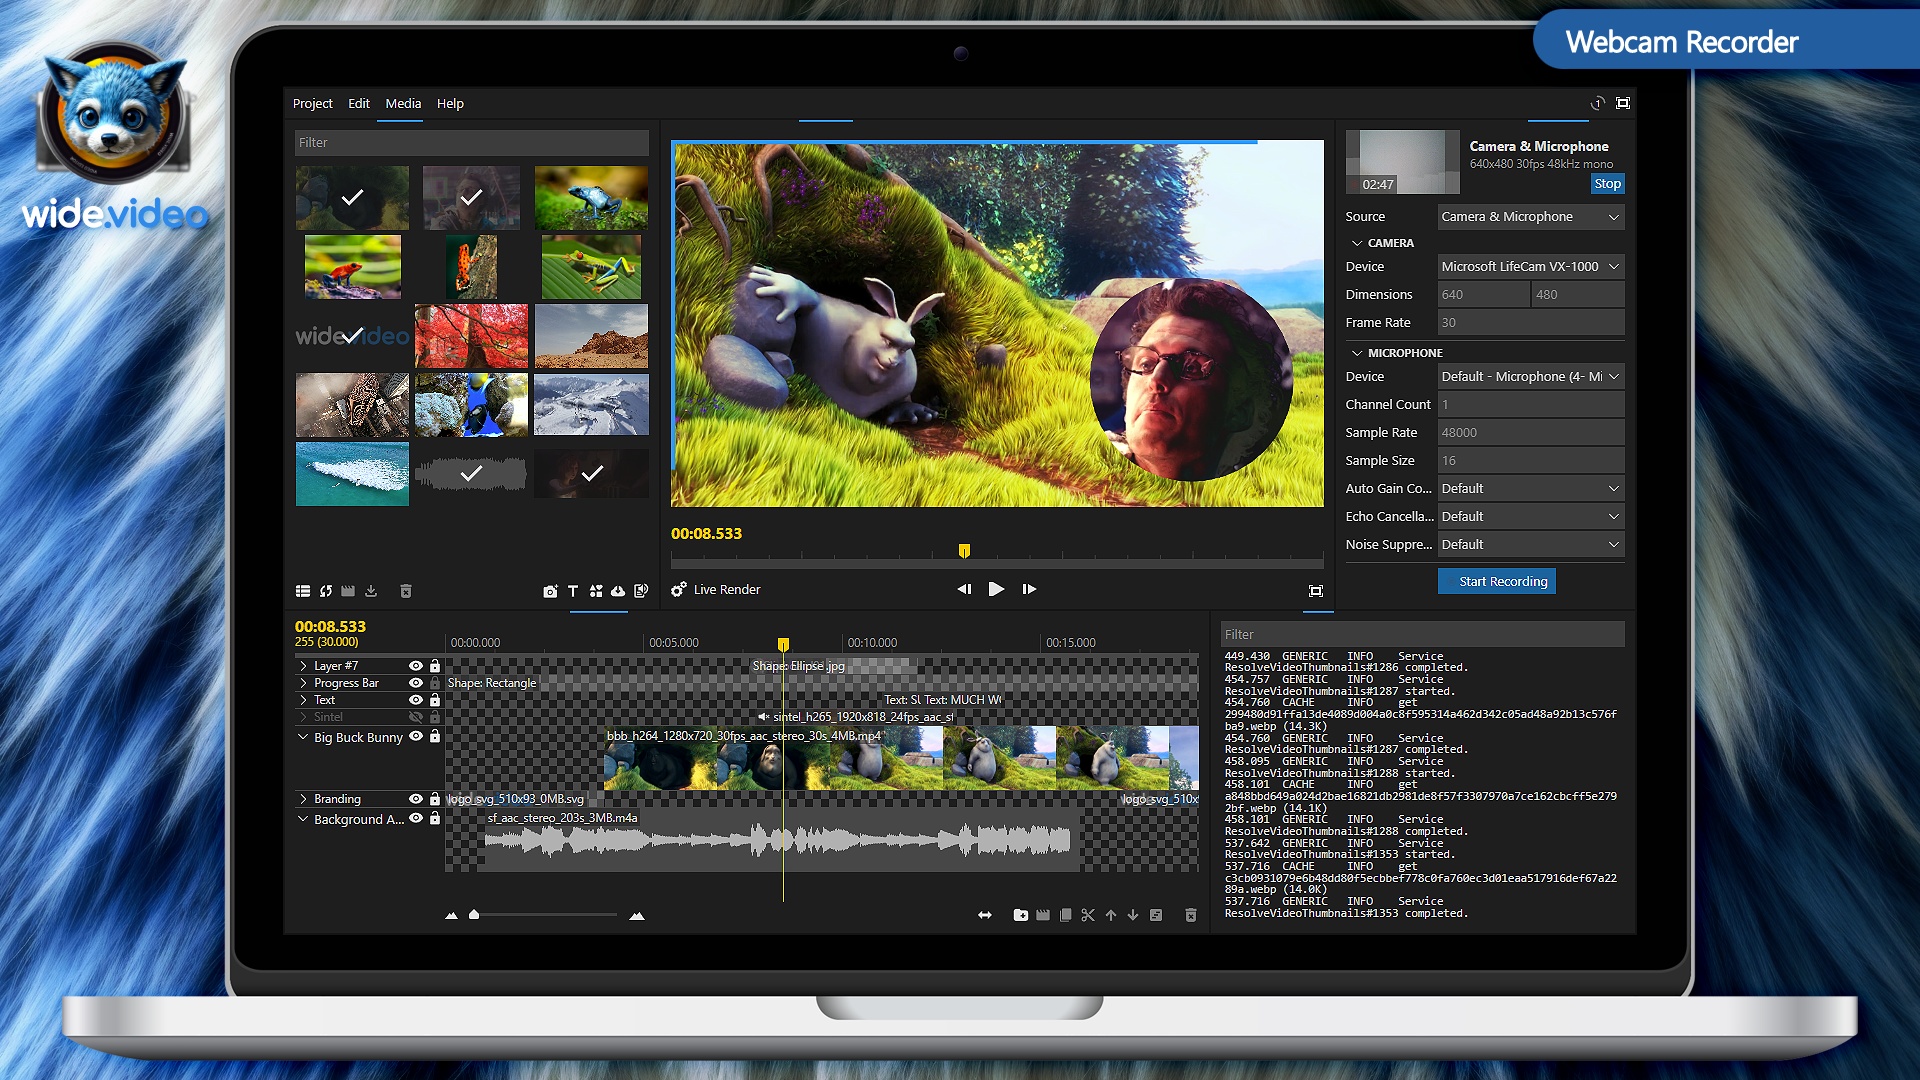 Webcam Recorder
wide.video
Project Edit Media Help
Filter
widevideo
00:08.533
Live Render
02:47
Camera & Microphone
640x480 30fps 48kHz mono
Stop
Source Camera & Microphone
CAMERA
Device Microsoft LifeCam VX-1000
Dimensions 640 480
Frame Rate 30
MICROPHONE
Device Default - Microphone (4- Mi
Channel Count 1
Sample Rate 48000
Sample Size 16
Auto Gain Co... Default
Echo Cancella... Default
Noise Suppre... Default
Start Recording
00:08.533
255 (30.000)
00:00.000 00:05.000 00:10.000 00:15.000
Layer #7 Shape: Ellipse .jpg
Progress Bar Shape: Rectangle
Text Text: SU Text: MUCH WO
Sintel sintel_h265_1920x818_24fps_aac_st
Big Buck Bunny bbb_h264_1280x720_30fps_aac_stereo_30s_4MB.mp4
Branding logo_svg_510x93_0MB.svg logo_svg_510x
Background A... sf_aac_stereo_203s_3MB.m4a
Filter
449.430 GENERIC INFO Service
ResolveVideoThumbnails#1286 completed.
454.757 GENERIC INFO Service
ResolveVideoThumbnails#1287 started.
454.760 CACHE INFO get
299480d91ffa13de4089d004a0c8f595314a462d342c05ad48a92b13c576f
ba9.webp (14.3K)
454.760 GENERIC INFO Service
ResolveVideoThumbnails#1287 completed.
458.095 GENERIC INFO Service
ResolveVideoThumbnails#1288 started.
458.101 CACHE INFO get
a848bbd649a024d2bae16821db2981de8f57f3307970a7ce162cbcff5e279
2bf.webp (14.1K)
458.101 GENERIC INFO Service
ResolveVideoThumbnails#1288 completed.
537.642 GENERIC INFO Service
ResolveVideoThumbnails#1353 started.
537.716 CACHE INFO get
c3cb0931079e6b48dd80f5ecbbef778c0fa760ec3d01eaa517916def67a22
89a.webp (14.0K)
537.716 GENERIC INFO Service
ResolveVideoThumbnails#1353 completed.